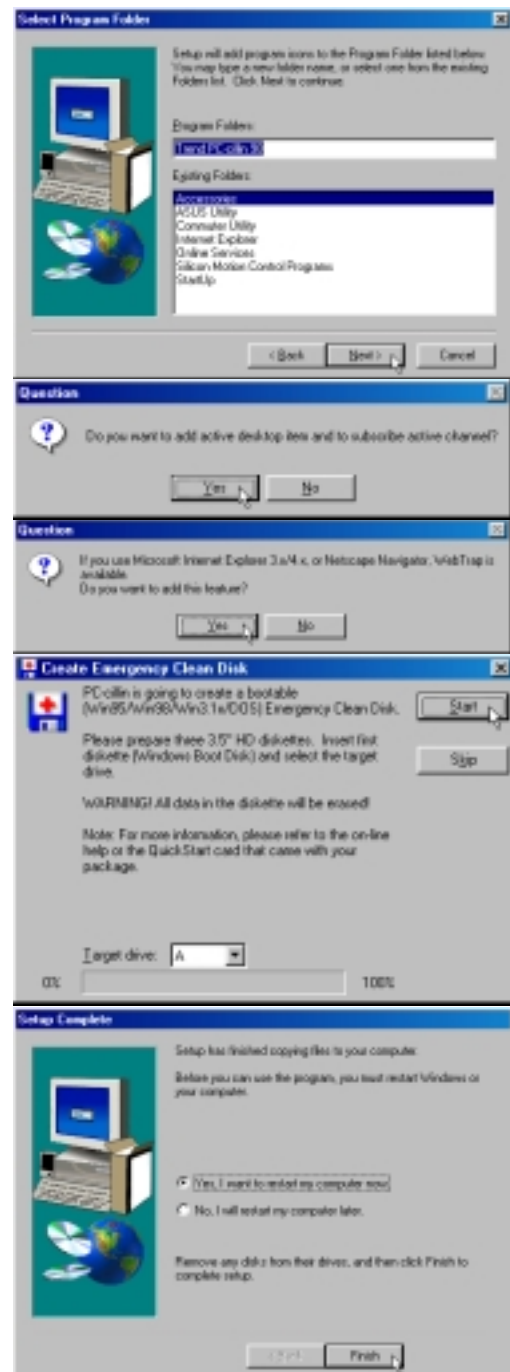 Select Program Folder
Setup will add program icons to the Program Folder listed below.
You may type a new folder name, or select one from the existing
Folders list. Click Next to continue.
Program Folders:
Trend PC-cillin 98
Existing Folders:
Accessories
ASUS Utility
Commuter Utility
Internet Explorer
Online Services
Silicon Motion Control Programs
StartUp
< Back
Next >
Cancel
Question
Do you want to add active desktop item and to subscribe active channel?
Yes
No
Question
If you use Microsoft Internet Explorer 3.x/4.x, or Netscape Navigator, WebTrap is
available.
Do you want to add this feature?
Yes
No
Create Emergency Clean Disk
PC-cillin is going to create a bootable
(Win95/Win98/Win3.1x/DOS) Emergency Clean Disk.
Start
Please prepare three 3.5" HD diskettes. Insert first
diskette (Windows Boot Disk) and select the target
drive.
Skip
WARNING! All data in the diskette will be erased!
Note: For more information, please refer to the on-line
help or the QuickStart card that came with your
package.
Target drive: A
0% 100%
Setup Complete
Setup has finished copying files to your computer.
Before you can use the program, you must restart Windows or
your computer.
Yes, I want to restart my computer now.
No, I will restart my computer later.
Remove any disks from their drives, and then click Finish to
complete setup.
< Back
Finish